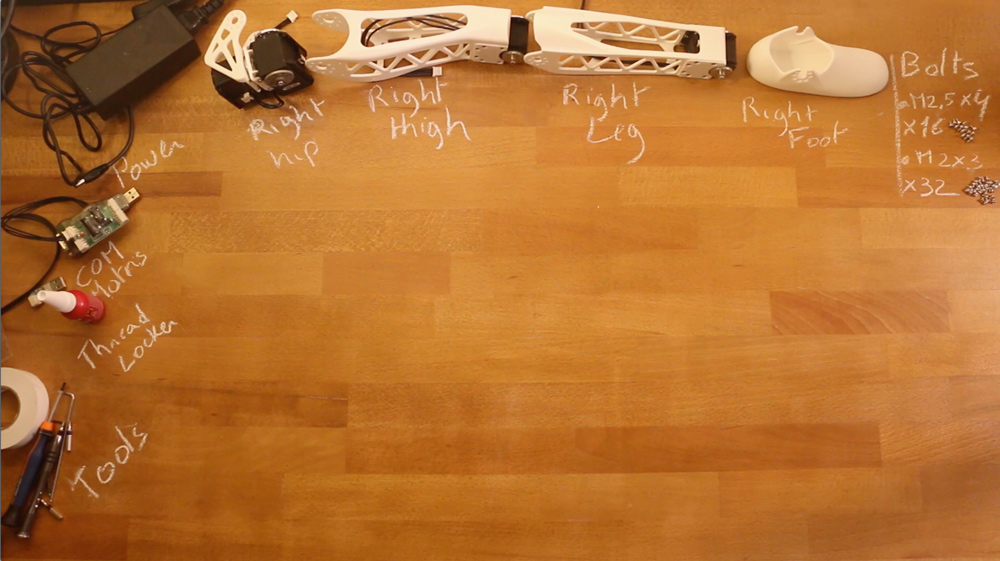 Right
Hip
Right
thigh
Right
Leg
Right
Foot
Bolts
M2,5x4
x16
M2x3
x32
Power
COM
Motors
Thread
Locker
Tools